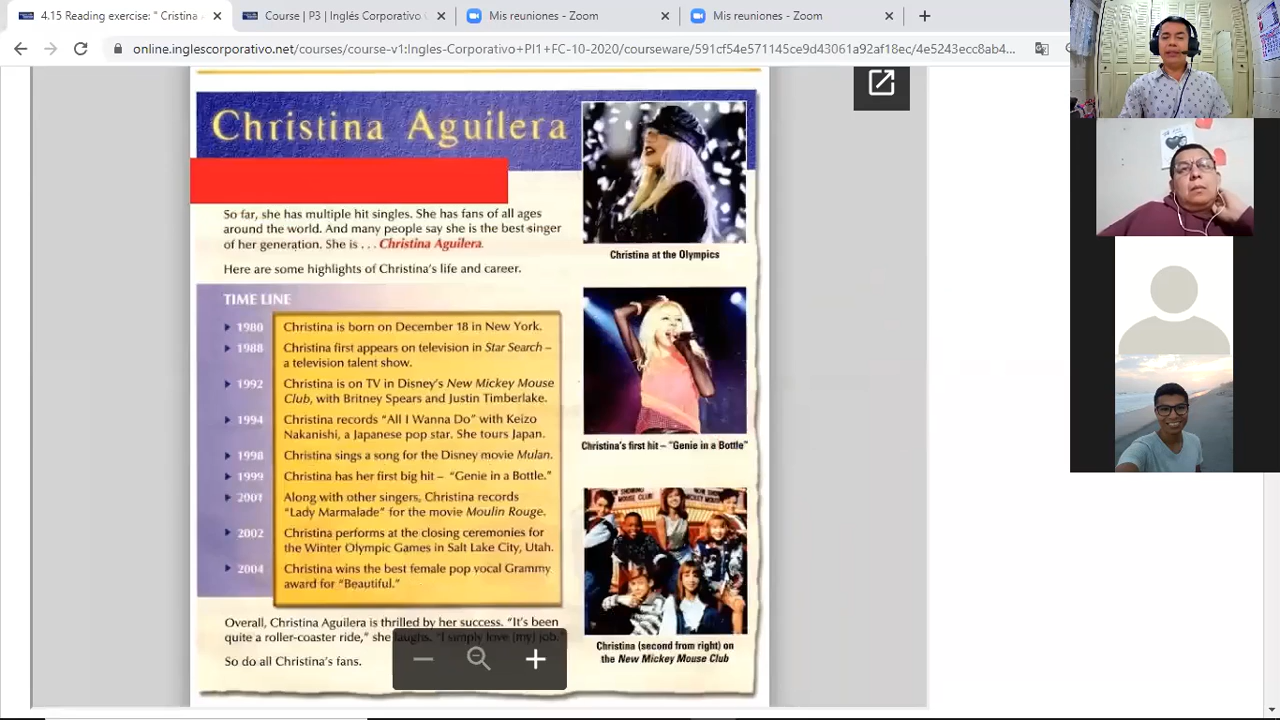 4.15 Reading exercise: " Cristina
Course | P3 | Inglés Corporativo
Mis reuniones - Zoom
Mis reuniones - Zoom
online.inglescorporativo.net/courses/course-v1:Ingles-Corporativo+PI1+FC-10-2020/courseware/591cf54e571145ce9d43061a92af18ec/4e5243ecc8ab4...
Christina Aguilera
So far, she has multiple hit singles. She has fans of all ages
around the world. And many people say she is the best singer
of her generation. She is . . . Christina Aguilera.
Here are some highlights of Christina's life and career.
Christina at the Olympics
TIME LINE
1980 Christina is born on December 18 in New York.
1988 Christina first appears on television in Star Search –
a television talent show.
1992 Christina is on TV in Disney's New Mickey Mouse
Club, with Britney Spears and Justin Timberlake.
1994 Christina records "All I Wanna Do" with Keizo
Nakanishi, a Japanese pop star. She tours Japan.
1998 Christina sings a song for the Disney movie Mulan.
1999 Christina has her first big hit – "Genie in a Bottle."
2001 Along with other singers, Christina records
"Lady Marmalade" for the movie Moulin Rouge.
2002 Christina performs at the closing ceremonies for
the Winter Olympic Games in Salt Lake City, Utah.
2004 Christina wins the best female pop vocal Grammy
award for "Beautiful."
Christina's first hit – "Genie in a Bottle"
Overall, Christina Aguilera is thrilled by her success. "It's been
quite a roller-coaster ride," she laughs. "I simply love [my] job."
So do all Christina's fans.
Christina (second from right) on
the New Mickey Mouse Club